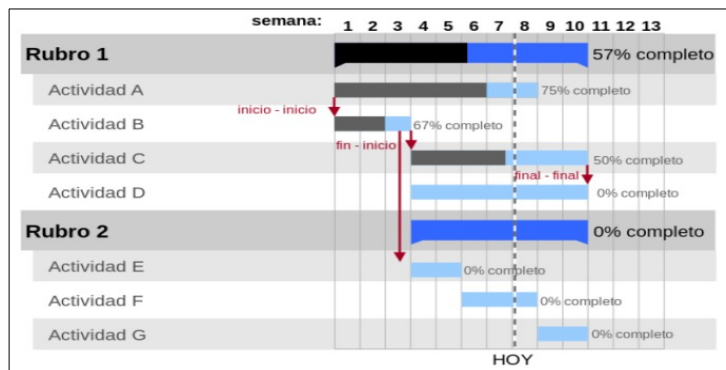 semana: 1 2 3 4 5 6 7 8 9 10 11 12 13
Rubro 1 57% completo
Actividad A 75% completo
inicio - inicio
Actividad B 67% completo
fin - inicio
Actividad C 50% completo
final - final
Actividad D 0% completo
Rubro 2 0% completo
Actividad E 0% completo
Actividad F 0% completo
Actividad G 0% completo
HOY